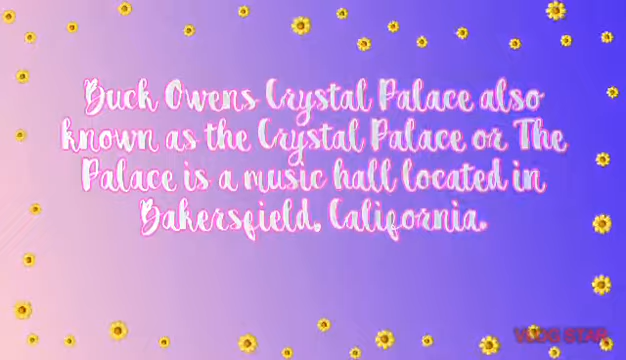 Buck Owens Crystal Palace also
known as the Crystal Palace or The
Palace is a music hall located in
Bakersfield, California.
VLOG STAR